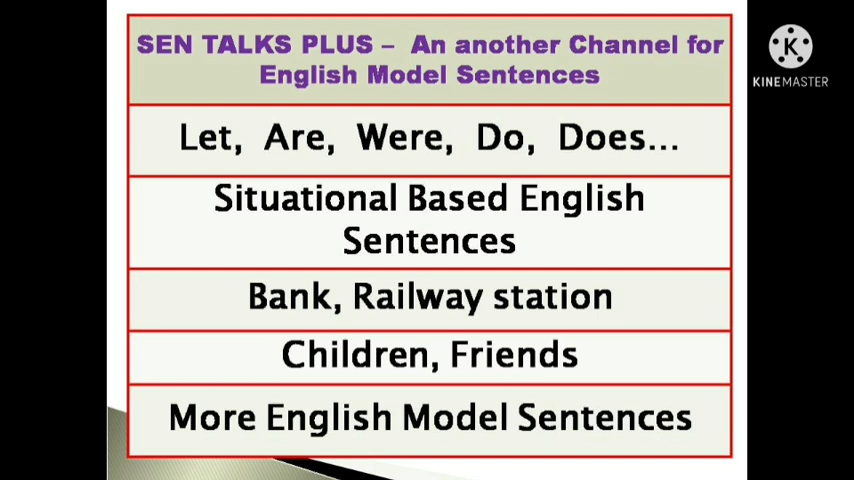 SEN TALKS PLUS – An another Channel for
English Model Sentences
Let, Are, Were, Do, Does...
Situational Based English
Sentences
Bank, Railway station
Children, Friends
More English Model Sentences
K
KINEMASTER